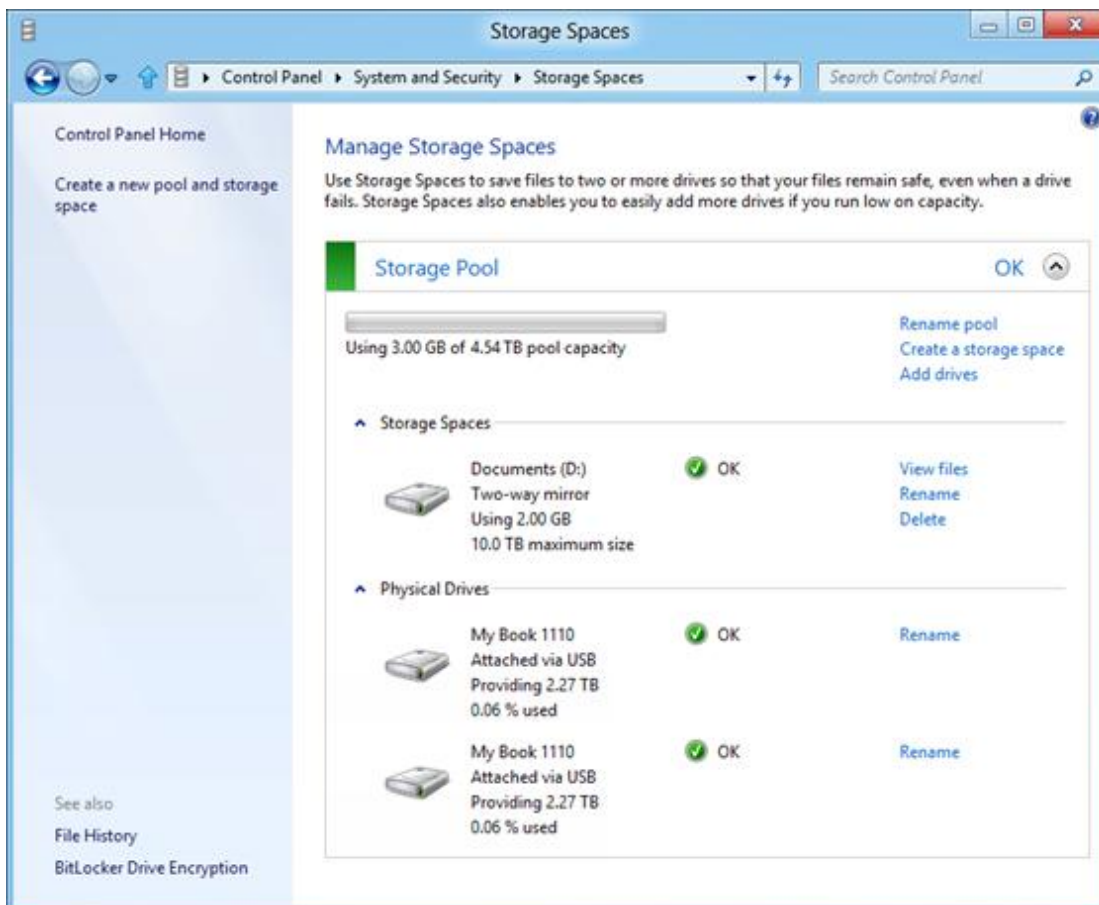 Storage Spaces
Control Panel ▸ System and Security ▸ Storage Spaces
Search Control Panel
Control Panel Home
Create a new pool and storage
space
Manage Storage Spaces
Use Storage Spaces to save files to two or more drives so that your files remain safe, even when a drive
fails. Storage Spaces also enables you to easily add more drives if you run low on capacity.
Storage Pool OK
Using 3.00 GB of 4.54 TB pool capacity
Rename pool
Create a storage space
Add drives
Storage Spaces
Documents (D:) OK View files
Two-way mirror Rename
Using 2.00 GB Delete
10.0 TB maximum size
Physical Drives
My Book 1110 OK Rename
Attached via USB
Providing 2.27 TB
0.06 % used
My Book 1110 OK Rename
Attached via USB
Providing 2.27 TB
0.06 % used
See also
File History
BitLocker Drive Encryption